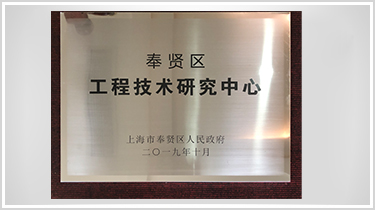 奉贤区
工程技术研究中心
上海市奉贤区人民政府
二〇一九年十月